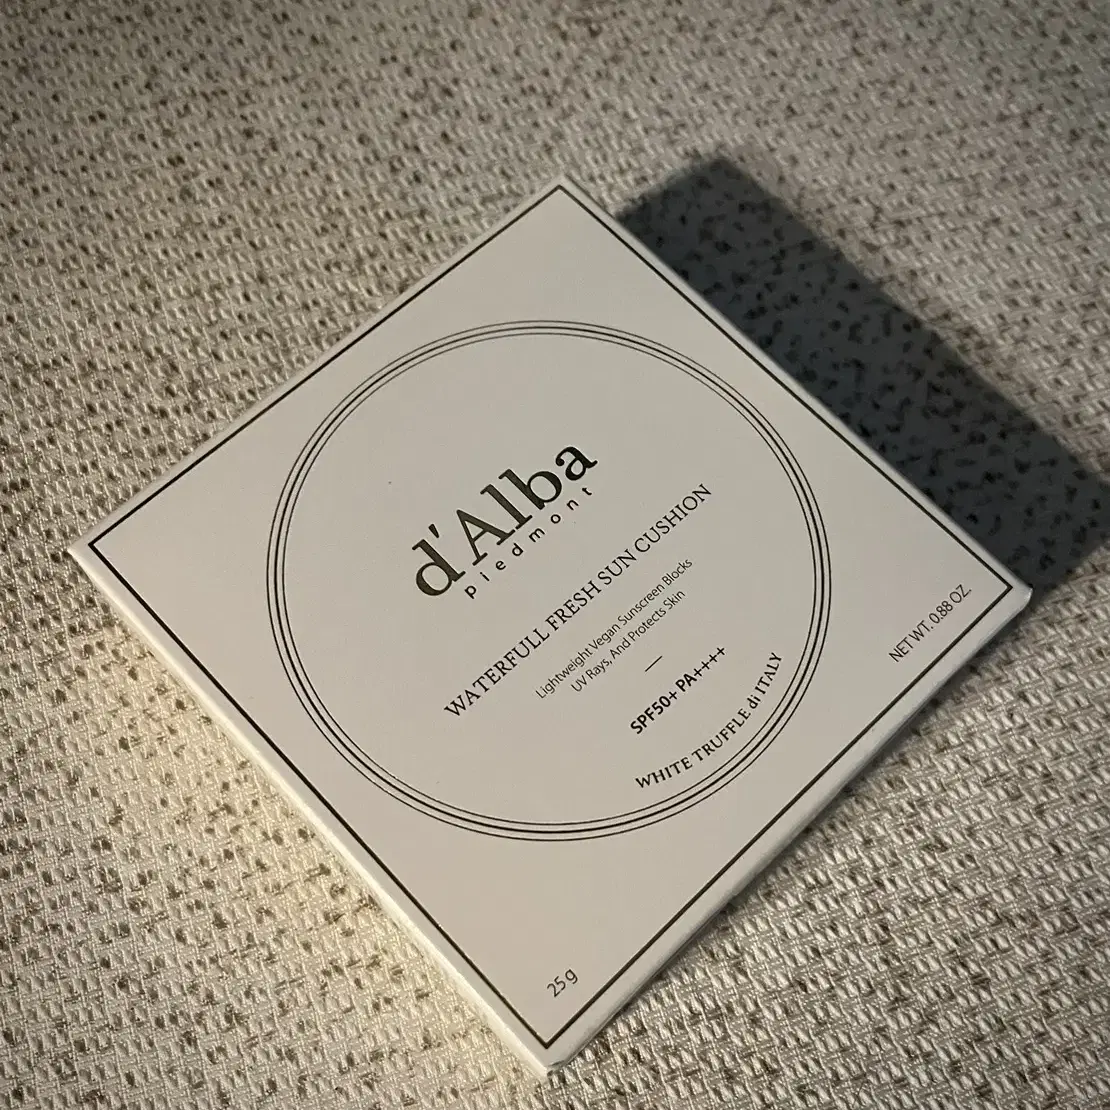 d'Alba
piedmont
WATERFULL FRESH SUN CUSHION
Lightweight Vegan Sunscreen Blocks
UV Rays, And Protects Skin
SPF50+ PA++++
WHITE TRUFFLE di ITALY
25 g
NET WT. 0.88 OZ.